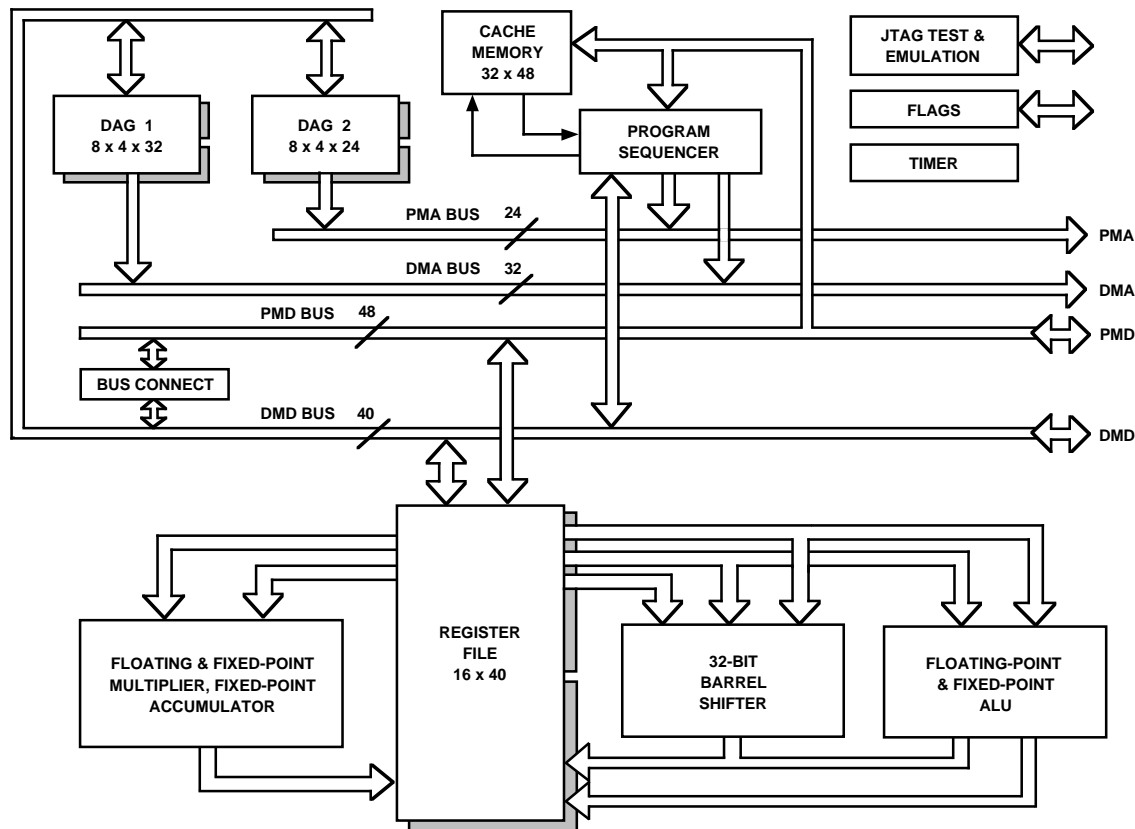 CACHE
MEMORY
32 x 48
JTAG TEST &
EMULATION
DAG 1
8 x 4 x 32
DAG 2
8 x 4 x 24
PROGRAM
SEQUENCER
FLAGS
TIMER
PMA BUS 24
PMA
DMA BUS 32
DMA
PMD BUS 48
PMD
BUS CONNECT
DMD BUS 40
DMD
FLOATING & FIXED-POINT
MULTIPLIER, FIXED-POINT
ACCUMULATOR
REGISTER
FILE
16 x 40
32-BIT
BARREL
SHIFTER
FLOATING-POINT
& FIXED-POINT
ALU